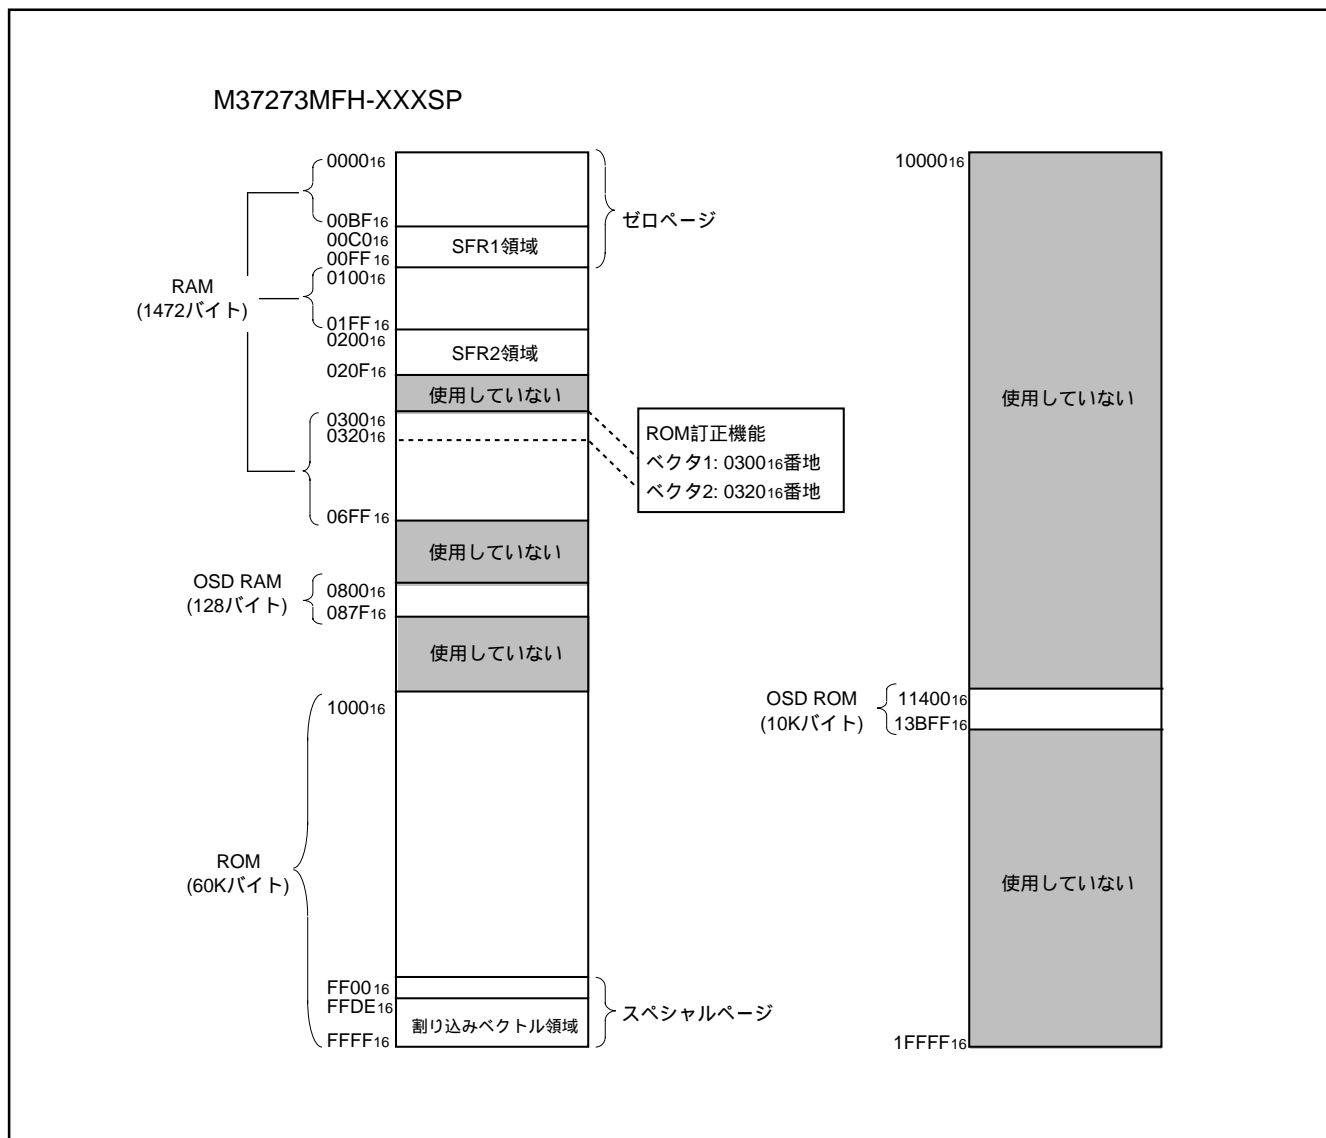 M37273MFH-XXXSP
RAM
(1472バイト)
OSD RAM
(128バイト)
ROM
(60Kバイト)
000016
00BF16
00C016
00FF16
010016
01FF16
020016
020F16
030016
032016
06FF16
080016
087F16
100016
FF0016
FFDE16
FFFF16
SFR1領域
SFR2領域
使用していない
使用していない
使用していない
割り込みベクトル領域
ゼロページ
ROM訂正機能
ベクタ1: 030016番地
ベクタ2: 032016番地
スペシャルページ
OSD ROM
(10Kバイト)
1000016
1140016
13BFF16
1FFFF16
使用していない
使用していない